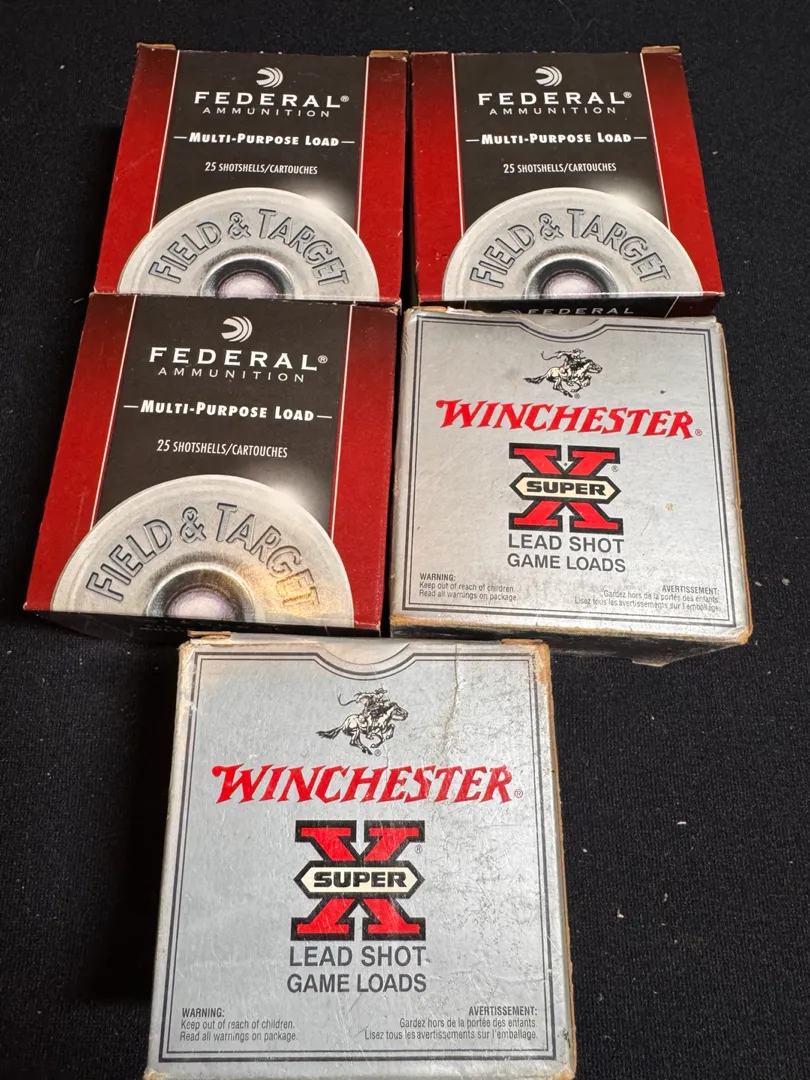 FEDERAL®
AMMUNITION
MULTI-PURPOSE LOAD
25 SHOTSHELLS/CARTOUCHES
FIELD & TARGET
FEDERAL®
AMMUNITION
MULTI-PURPOSE LOAD
25 SHOTSHELLS/CARTOUCHES
FIELD & TARGET
FEDERAL®
AMMUNITION
MULTI-PURPOSE LOAD
25 SHOTSHELLS/CARTOUCHES
FIELD & TARGET
FEDERAL
WINCHESTER®
X®
SUPER
LEAD SHOT
GAME LOADS
WARNING:
Keep out of reach of children.
Read all warnings on package.
AVERTISSEMENT:
Gardez hors de la portée des enfants.
Lisez tous les avertissements sur l'emballage.
WINCHESTER®
X®
SUPER
LEAD SHOT
GAME LOADS
WARNING:
Keep out of reach of children.
Read all warnings on package.
AVERTISSEMENT:
Gardez hors de la portée des enfants.
Lisez tous les avertissements sur l'emballage.